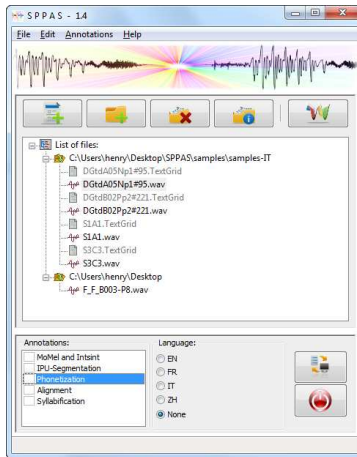 SPPAS - 1.4
File Edit Annotations Help
List of files:
C:\Users\henry\Desktop\SPPAS\samples\samples-IT
DGtdA05Np1#95.TextGrid
DGtdA05Np1#95.wav
DGtdB02Pp2#221.TextGrid
DGtdB02Pp2#221.wav
S1A1.TextGrid
S1A1.wav
S3C3.TextGrid
S3C3.wav
C:\Users\henry\Desktop
F_F_B003-P8.wav
Annotations:
MoMel and Intsint
IPU-Segmentation
Phonetization
Alignment
Syllabification
Language:
EN
FR
IT
ZH
None